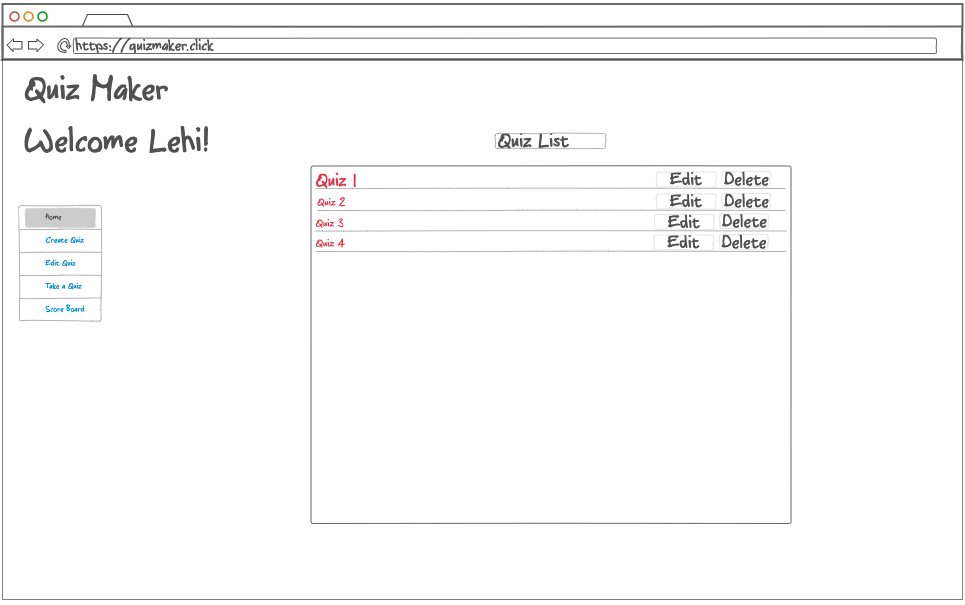 https://quizmaker.click
Quiz Maker
Welcome Lehi!
Quiz List
Quiz 1 Edit Delete
Quiz 2 Edit Delete
Quiz 3 Edit Delete
Quiz 4 Edit Delete
Home
Create Quiz
Edit Quiz
Take a Quiz
Score Board